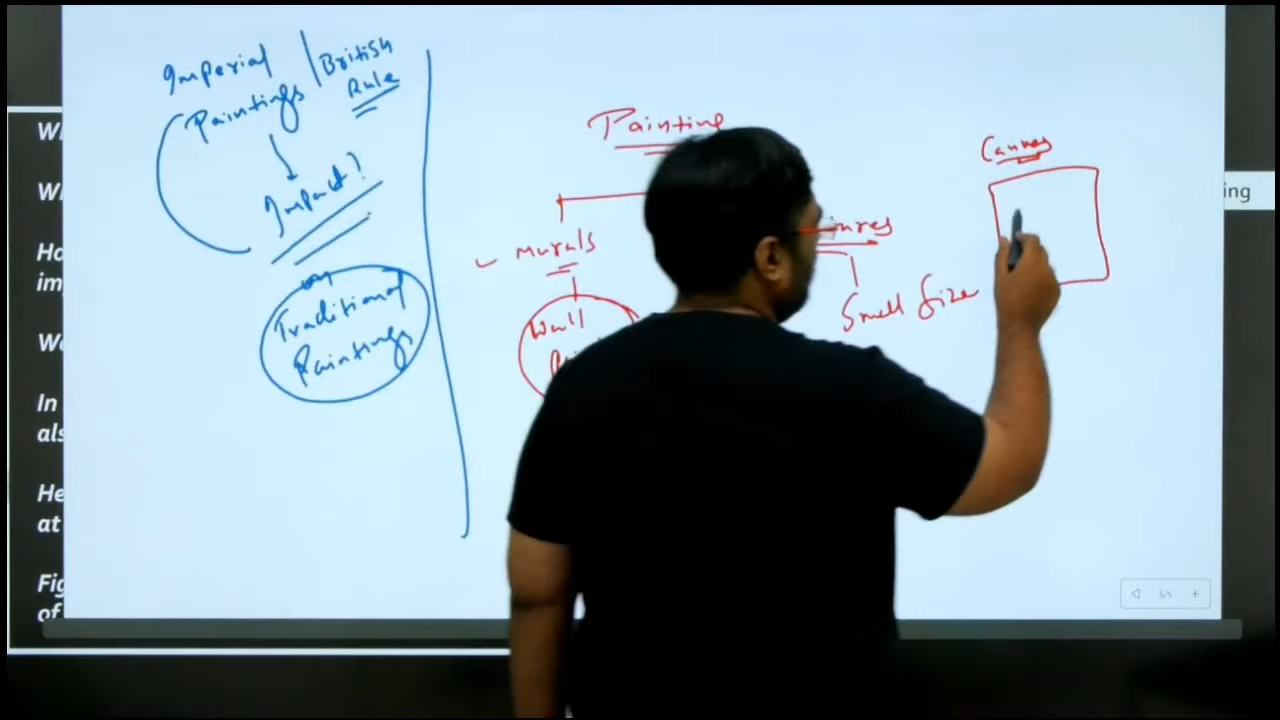 Imperial
Paintings
British
Rule
Impact?
on
Traditional
Paintings
Painting
Murals
Wall
Small Size
Canvas
Wh
Wh
Ho
im
We
In
als
He
at
Fig
of
ing